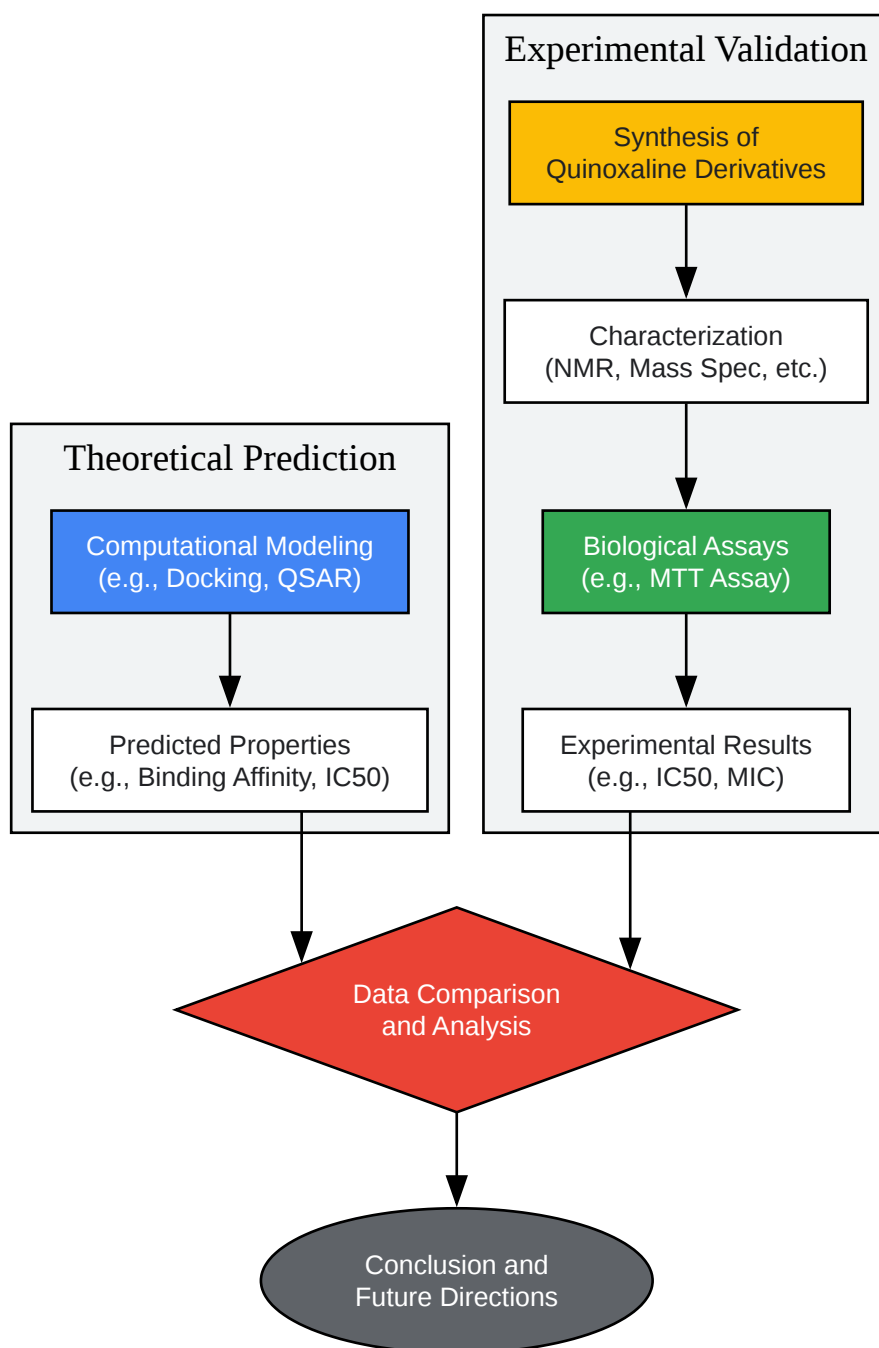 Experimental Validation
Synthesis of
Quinoxaline Derivatives
Characterization
(NMR, Mass Spec, etc.)
Theoretical Prediction
Computational Modeling
(e.g., Docking, QSAR)
Biological Assays
(e.g., MTT Assay)
Predicted Properties
(e.g., Binding Affinity, IC50)
Experimental Results
(e.g., IC50, MIC)
Data Comparison
and Analysis
Conclusion and
Future Directions